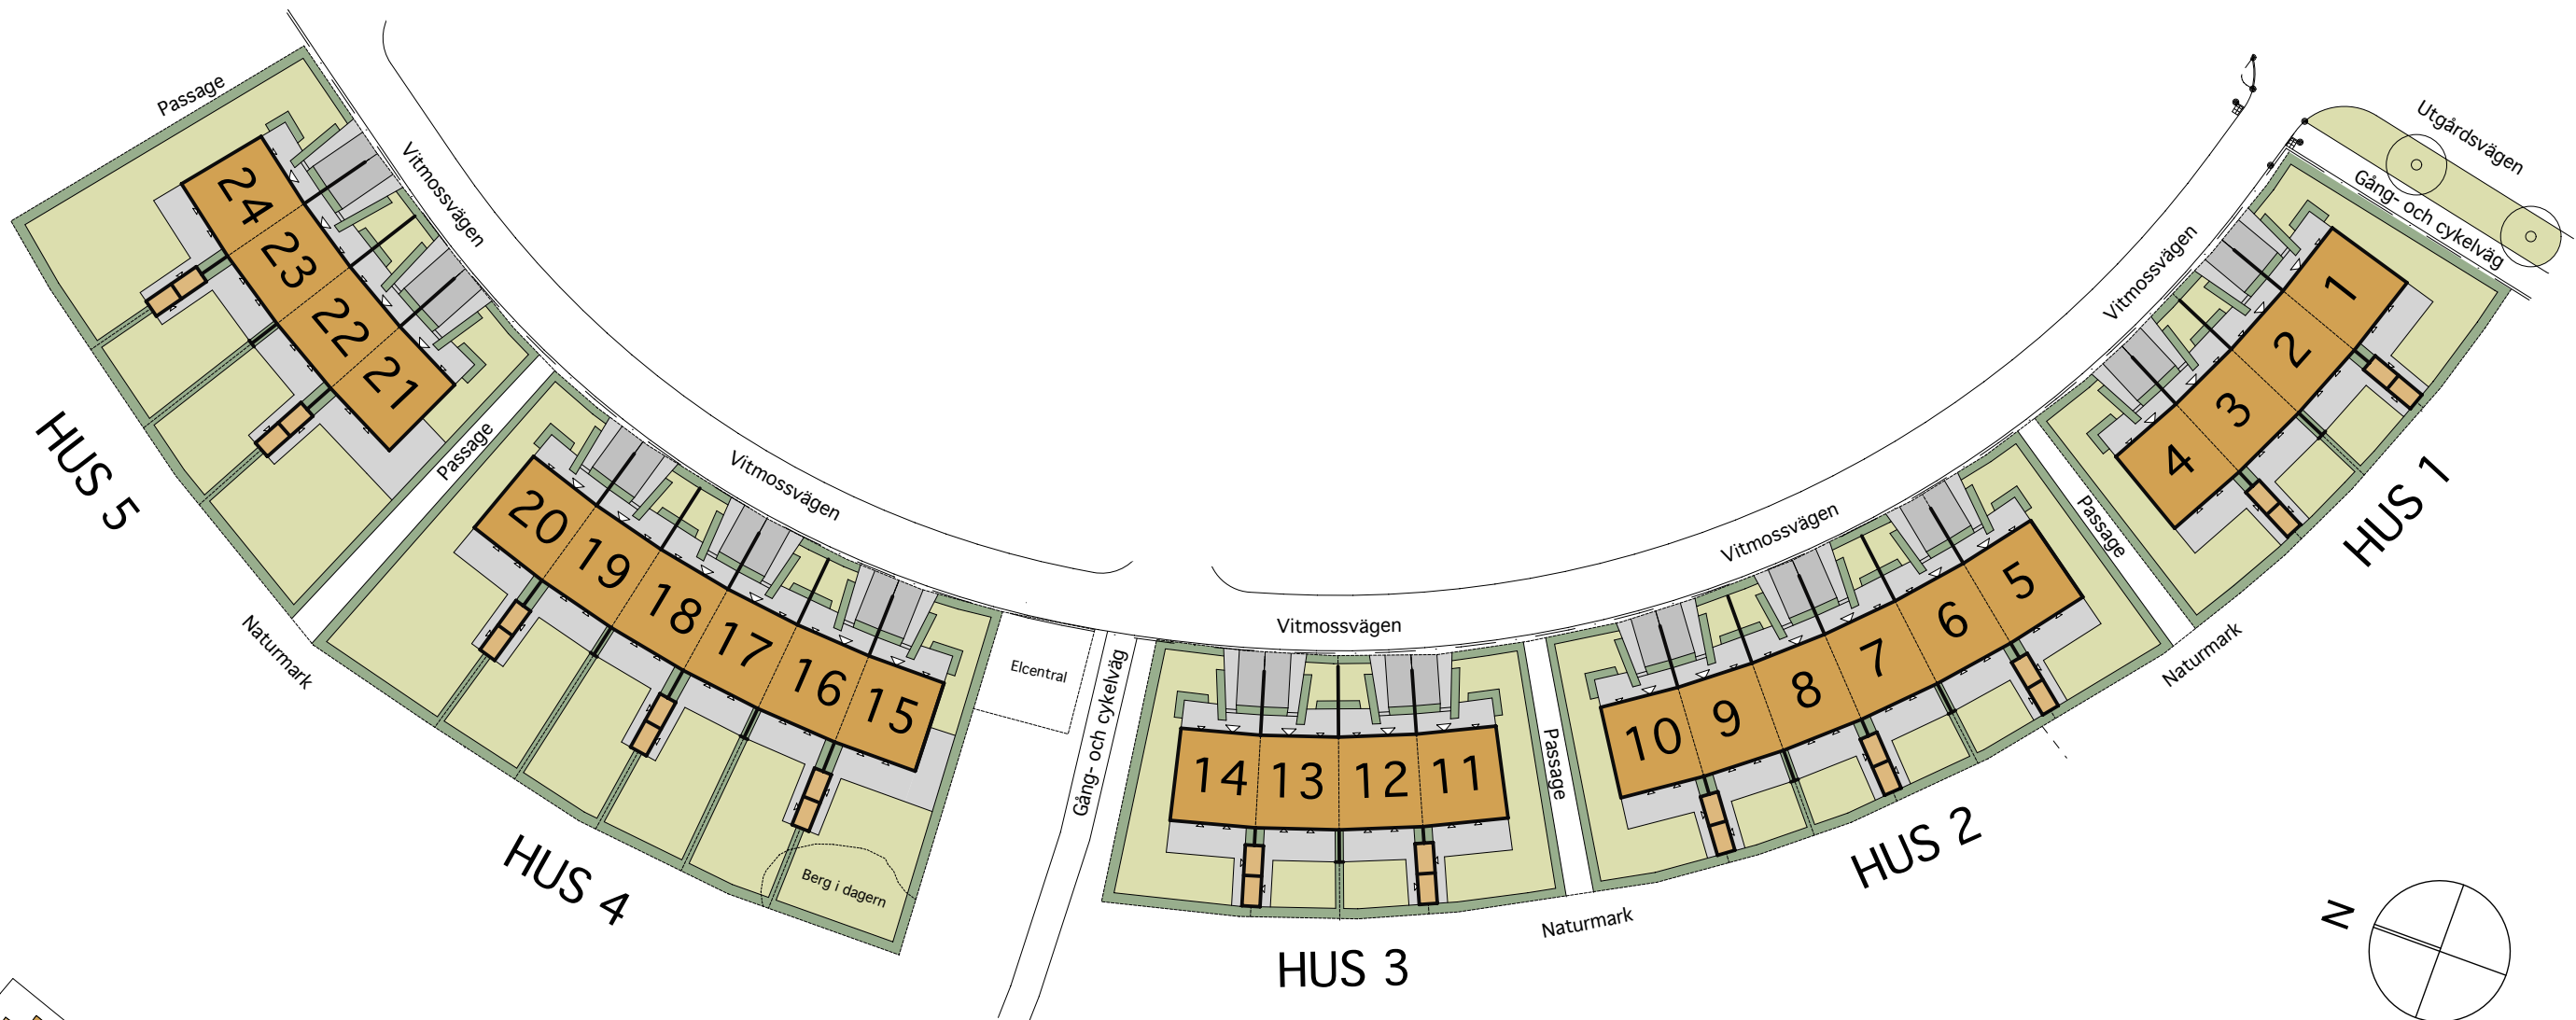 Passage
Vitmossvägen
24
23
22
21
HUS 5
Passage
Naturmark
Vitmossvägen
20
19
18
17
16
15
HUS 4
Berg i dagern
Elcentral
Gång- och cykelväg
Vitmossvägen
14
13
12
11
HUS 3
Passage
Naturmark
Vitmossvägen
10
9
8
7
6
5
HUS 2
Passage
Naturmark
Vitmossvägen
Utgårdsvägen
Gång- och cykelväg
1
2
3
4
HUS 1
N